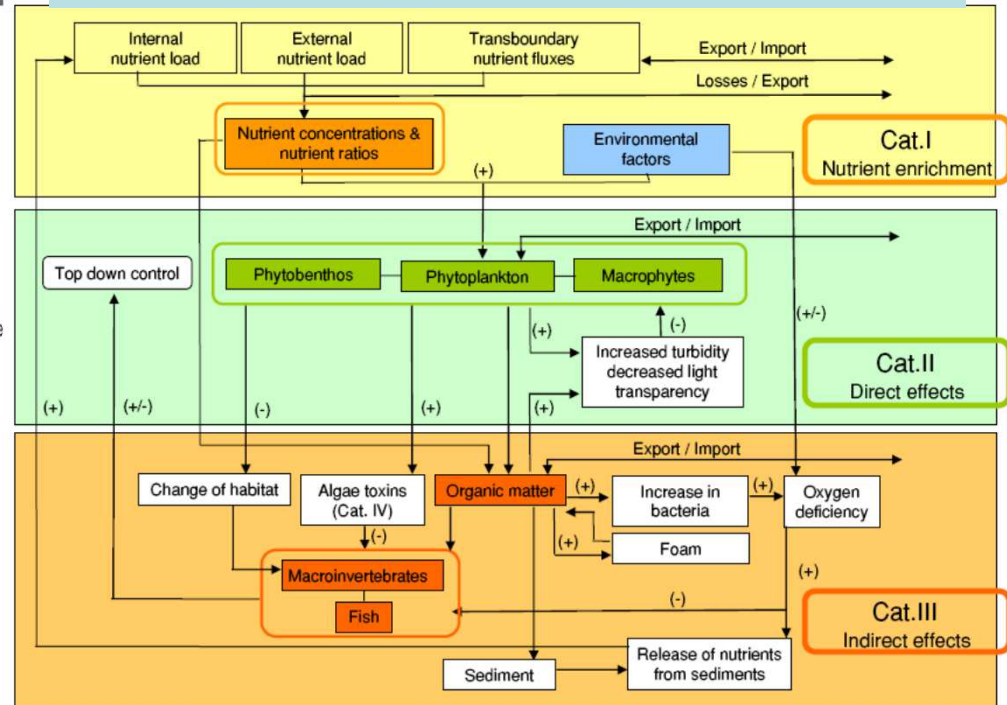 Internal
nutrient load
External
nutrient load
Transboundary
nutrient fluxes
Export / Import
Losses / Export
Nutrient concentrations &
nutrient ratios
Environmental
factors
Cat.I
Nutrient enrichment
(+)
Export / Import
Top down control
Phytobenthos
Phytoplankton
Macrophytes
(+/-)
(+)
(-)
Increased turbidity
decreased light
transparency
Cat.II
Direct effects
(+)
(+/-)
(-)
(+)
(+)
Export / Import
Change of habitat
Algae toxins
(Cat. IV)
Organic matter
(+)
Increase in
bacteria
(+)
Oxygen
deficiency
(-)
(+)
Foam
Macroinvertebrates
(+)
Fish
(-)
Cat.III
Indirect effects
Sediment
Release of nutrients
from sediments